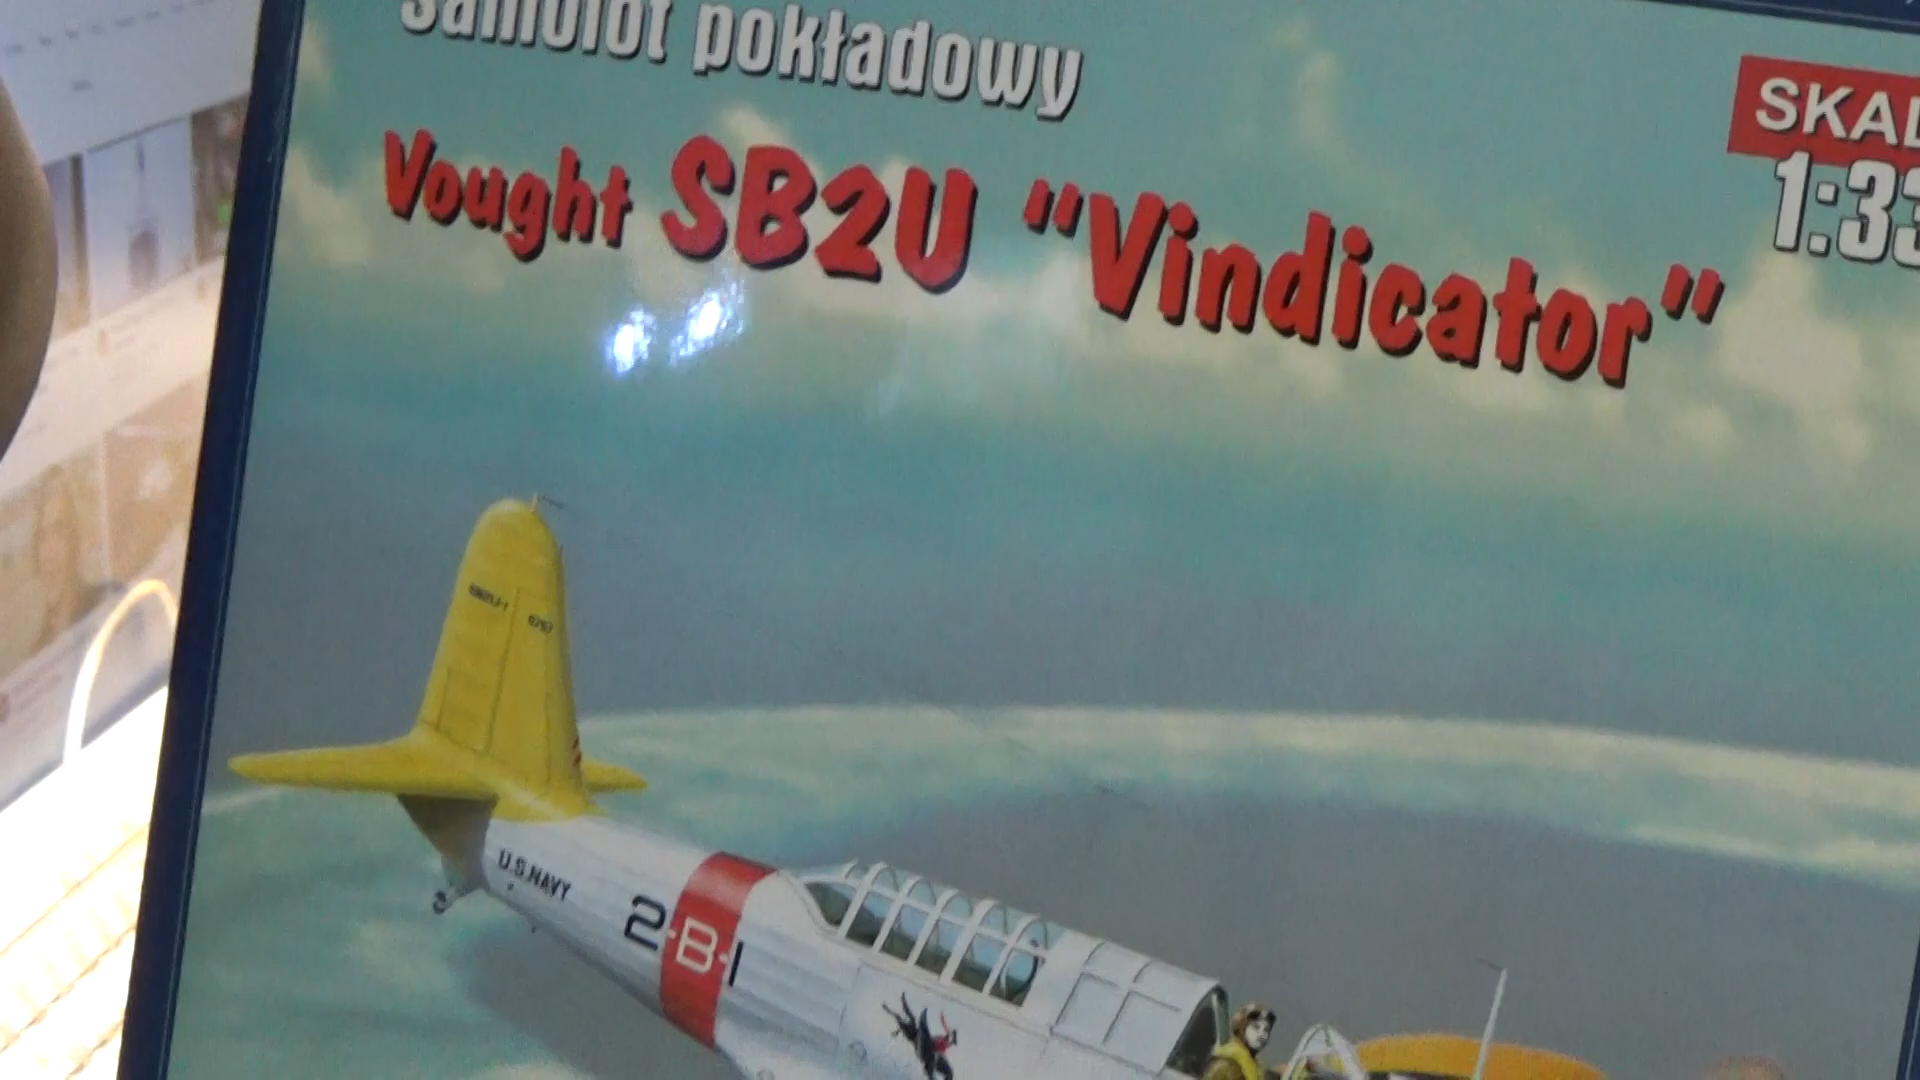 Samolot pokładowy
Vought SB2U "Vindicator"
SKAL
1:33
U.S.NAVY
2-B-1